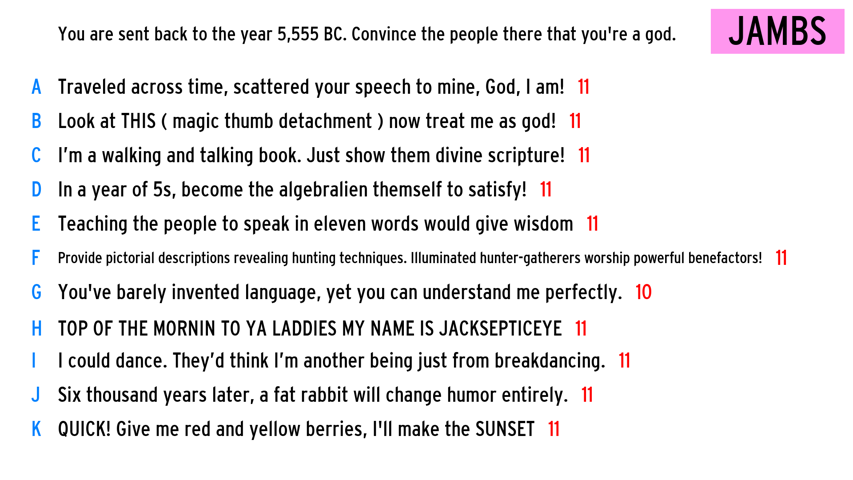 You are sent back to the year 5,555 BC. Convince the people there that you're a god.
JAMBS
A Traveled across time, scattered your speech to mine, God, I am! 11
B Look at THIS ( magic thumb detachment ) now treat me as god! 11
C I’m a walking and talking book. Just show them divine scripture! 11
D In a year of 5s, become the algebralien themself to satisfy! 11
E Teaching the people to speak in eleven words would give wisdom 11
F Provide pictorial descriptions revealing hunting techniques. Illuminated hunter-gatherers worship powerful benefactors! 11
G You've barely invented language, yet you can understand me perfectly. 10
H TOP OF THE MORNIN TO YA LADDIES MY NAME IS JACKSEPTICEYE 11
I I could dance. They’d think I’m another being just from breakdancing. 11
J Six thousand years later, a fat rabbit will change humor entirely. 11
K QUICK! Give me red and yellow berries, I'll make the SUNSET 11